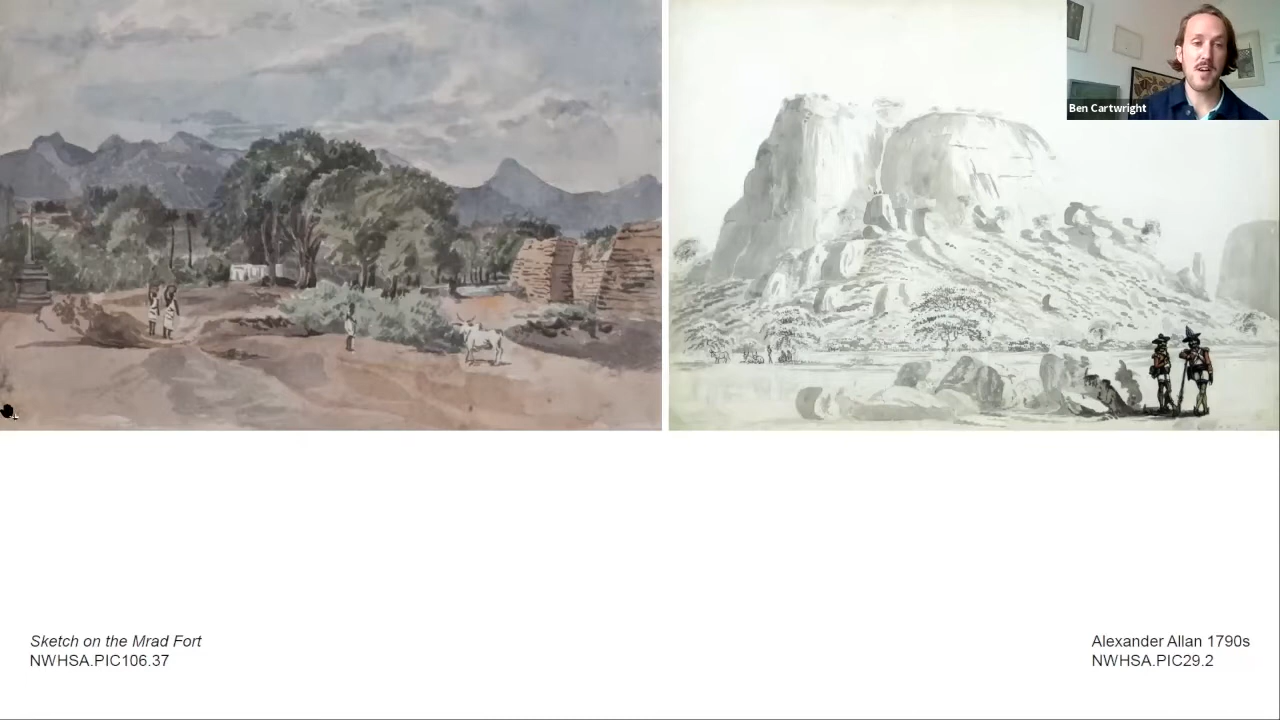 Ben Cartwright
Sketch on the Mrad Fort
NWHSA.PIC106.37
Alexander Allan 1790s
NWHSA.PIC29.2